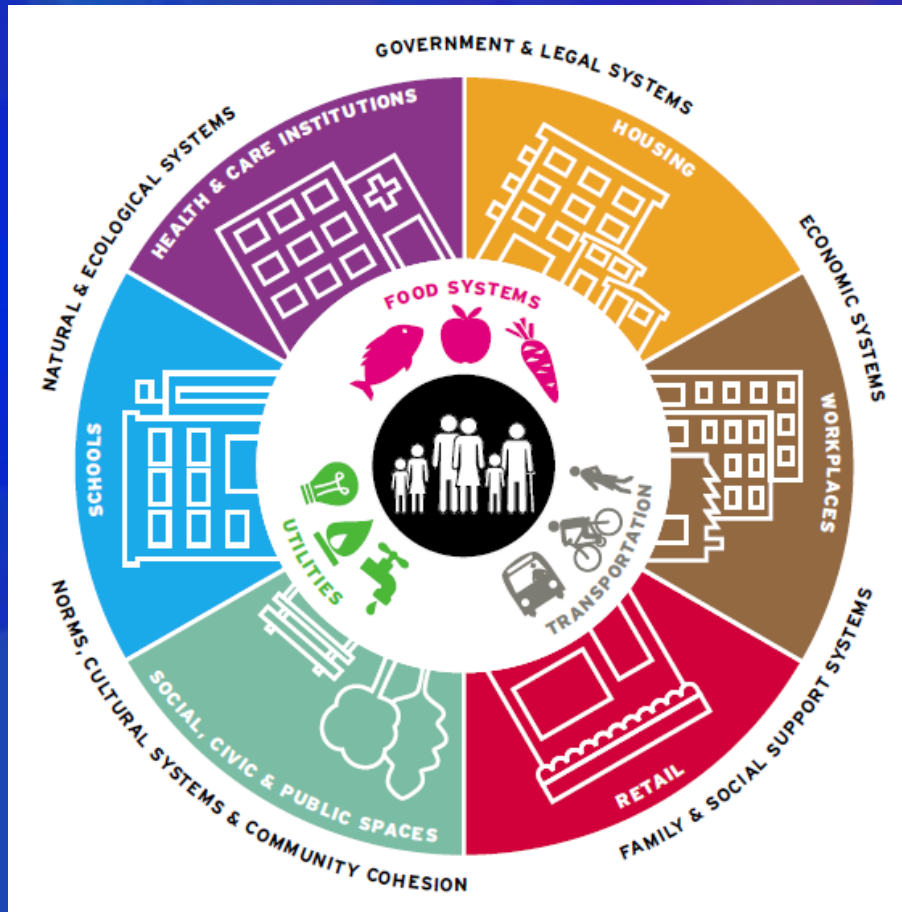 GOVERNMENT & LEGAL SYSTEMS
ECONOMIC SYSTEMS
FAMILY & SOCIAL SUPPORT SYSTEMS
NORMS, CULTURAL SYSTEMS & COMMUNITY COHESION
NATURAL & ECOLOGICAL SYSTEMS
HEALTH & CARE INSTITUTIONS
HOUSING
WORKPLACES
RETAIL
SOCIAL, CIVIC & PUBLIC SPACES
SCHOOLS
FOOD SYSTEMS
TRANSPORTATION
UTILITIES